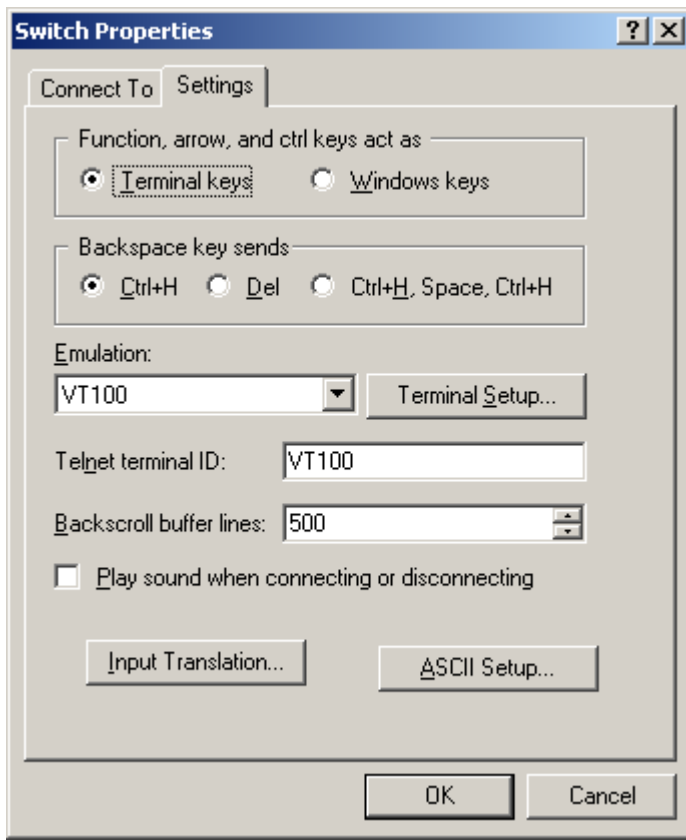 Switch Properties
Connect To Settings
Function, arrow, and ctrl keys act as
Terminal keys Windows keys
Backspace key sends
Ctrl+H Del Ctrl+H, Space, Ctrl+H
Emulation:
VT100 Terminal Setup...
Telnet terminal ID: VT100
Backscroll buffer lines: 500
Play sound when connecting or disconnecting
Input Translation... ASCII Setup...
OK Cancel